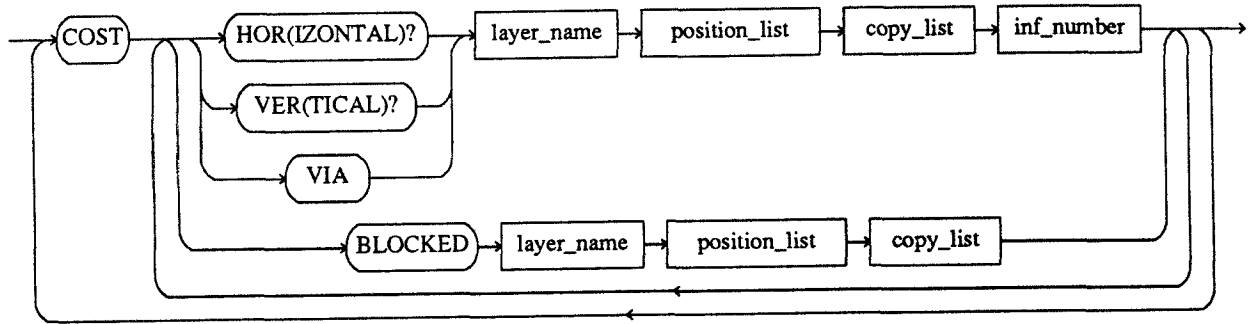 COST HOR(IZONTAL)? layer_name position_list copy_list inf_number
VER(TICAL)?
VIA
BLOCKED layer_name position_list copy_list